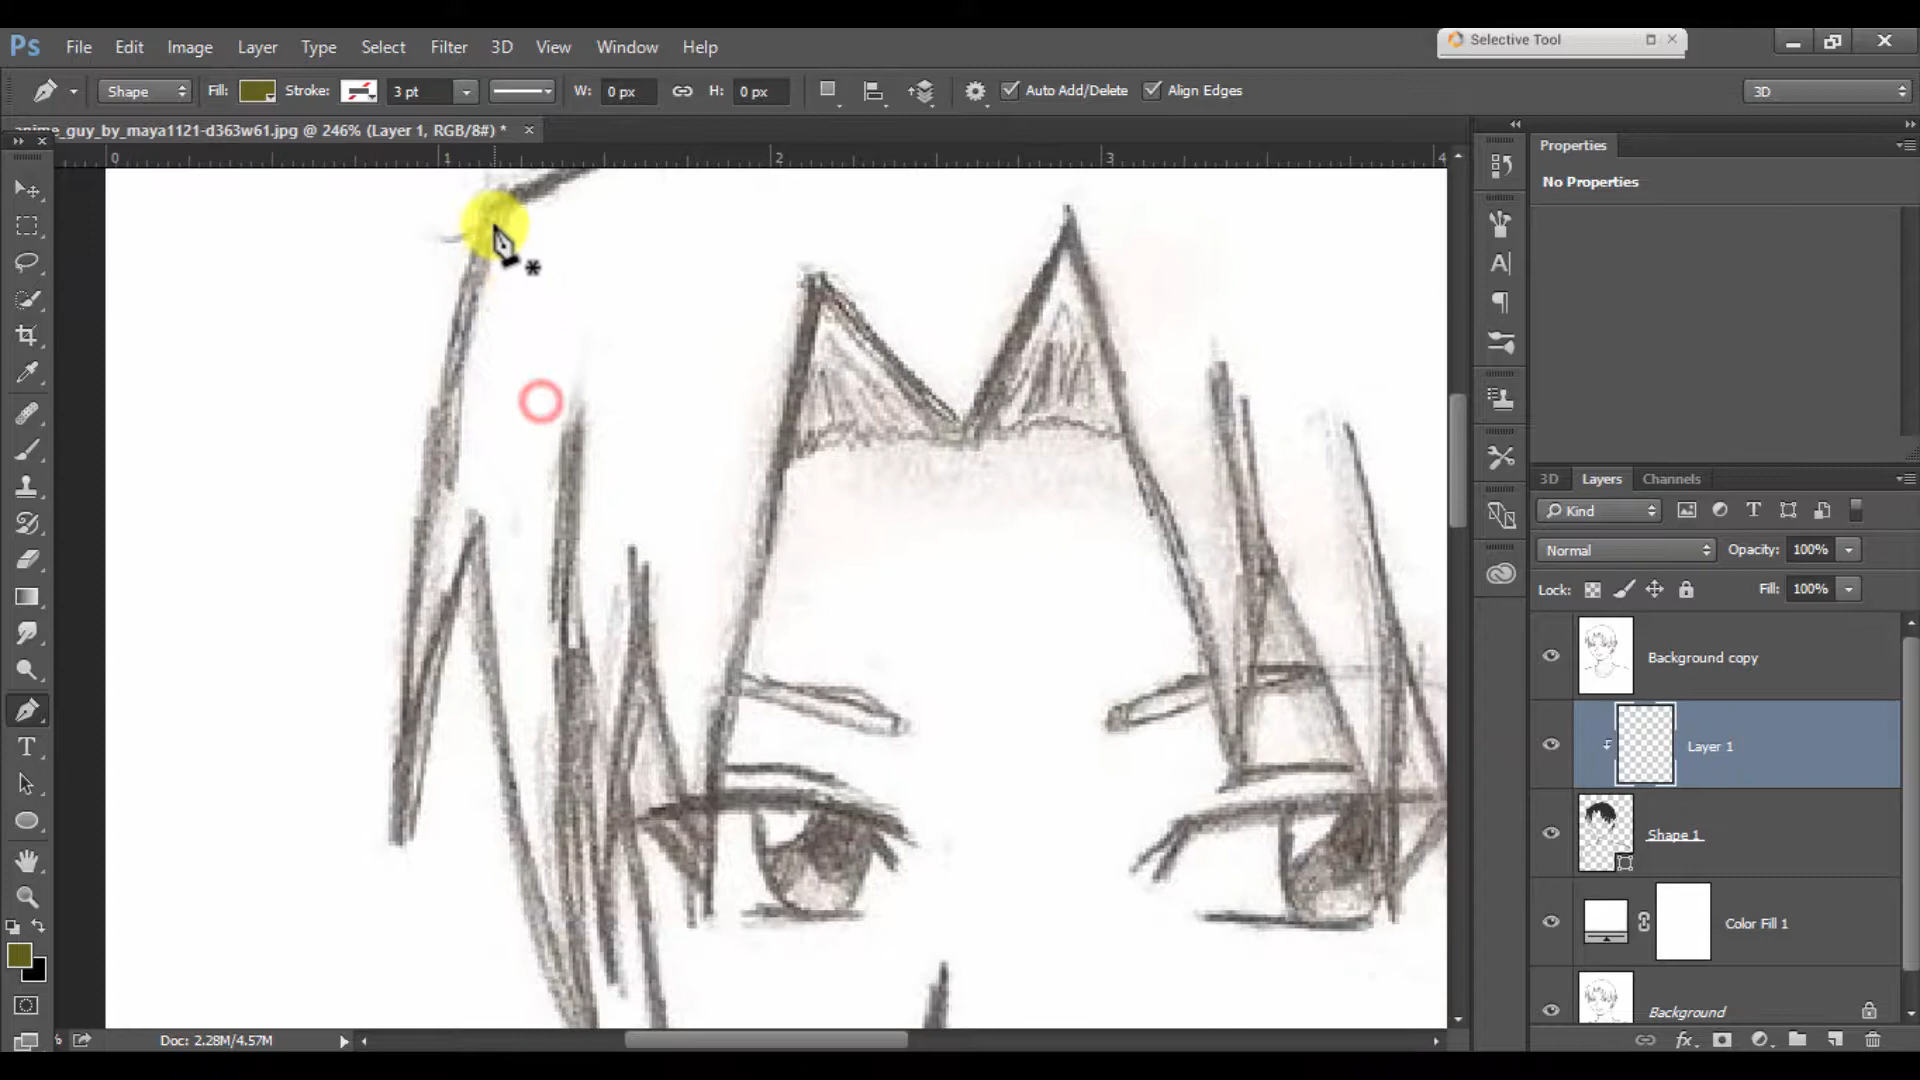 Selective Tool
Ps File Edit Image Layer Type Select Filter 3D View Window Help
Shape Fill: Stroke: 3 pt W: 0 px H: 0 px Auto Add/Delete Align Edges 3D
anime_guy_by_maya1121-d363w61.jpg @ 246% (Layer 1, RGB/8#) *
0 1 2 3 4
Properties
No Properties
3D Layers Channels
Kind
Normal Opacity: 100%
Lock: Fill: 100%
Background copy
Layer 1
Shape 1
Color Fill 1
Background
Doc: 2.28M/4.57M